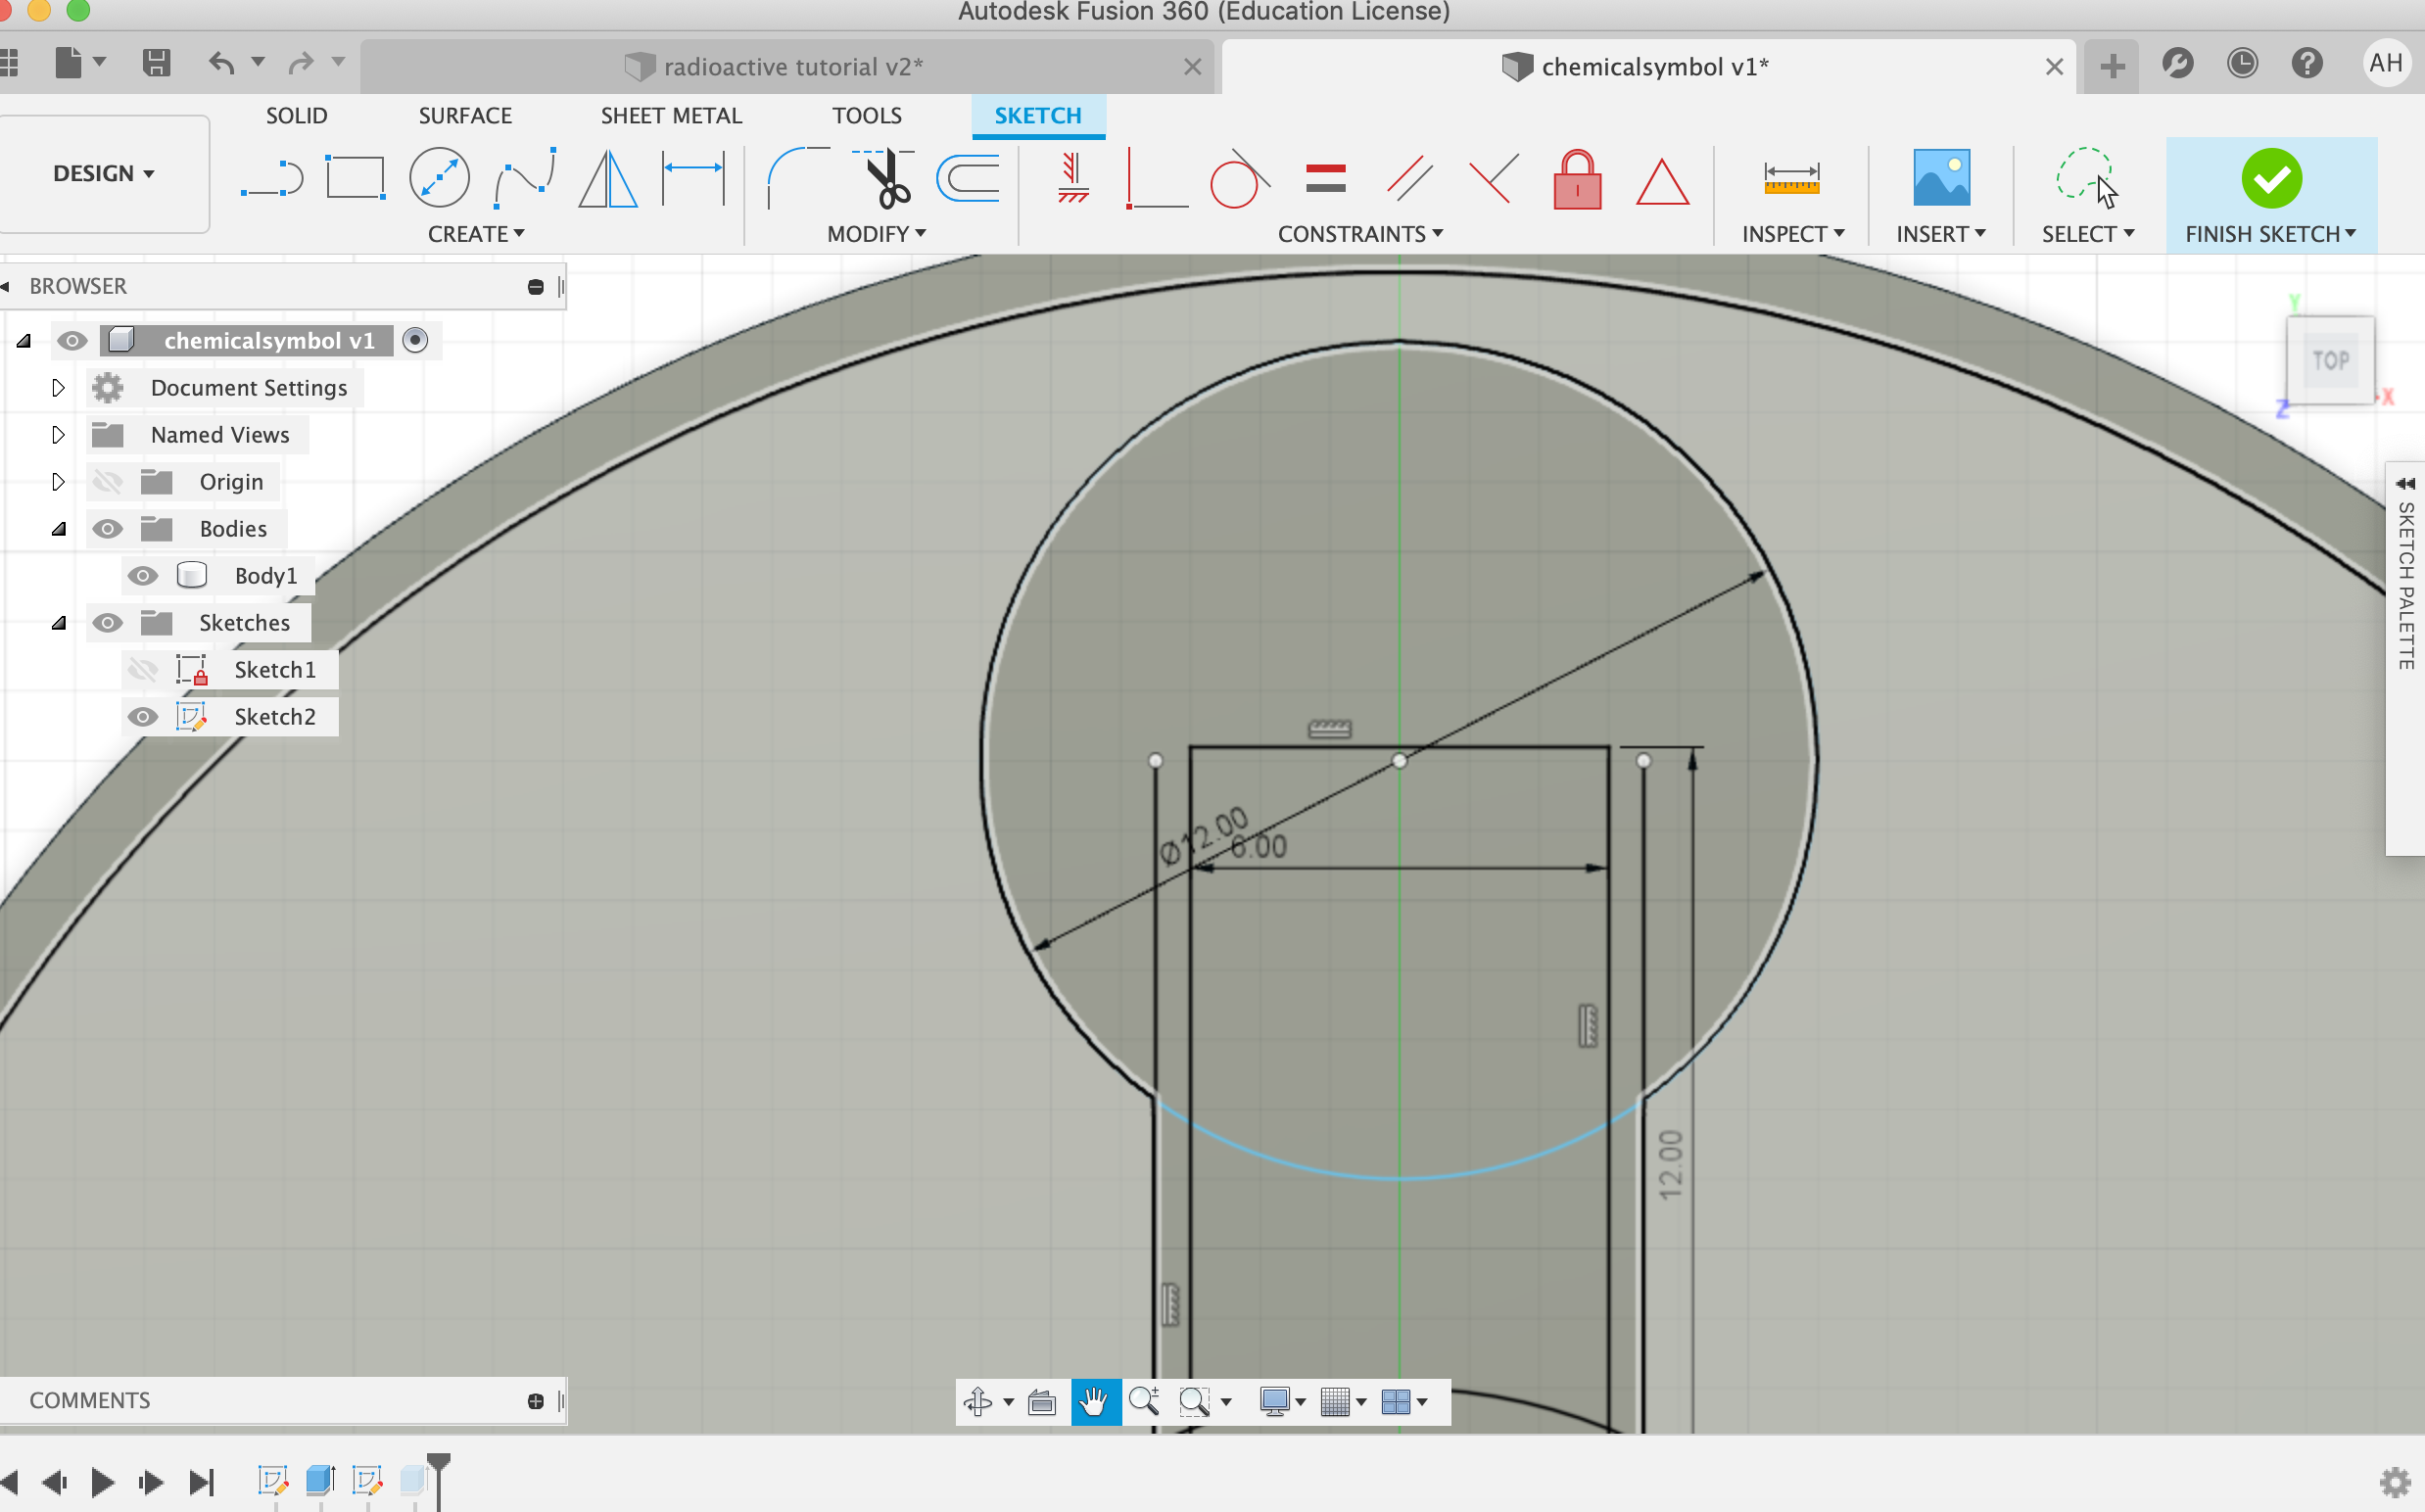 Autodesk Fusion 360 (Education License)
radioactive tutorial v2*
chemicalsymbol v1*
AH
SOLID
SURFACE
SHEET METAL
TOOLS
SKETCH
DESIGN
CREATE
MODIFY
CONSTRAINTS
INSPECT
INSERT
SELECT
FINISH SKETCH
BROWSER
chemicalsymbol v1
Document Settings
Named Views
Origin
Bodies
Body1
Sketches
Sketch1
Sketch2
Y
TOP
X
Z
SKETCH PALETTE
Ø12.00
6.00
12.00
COMMENTS